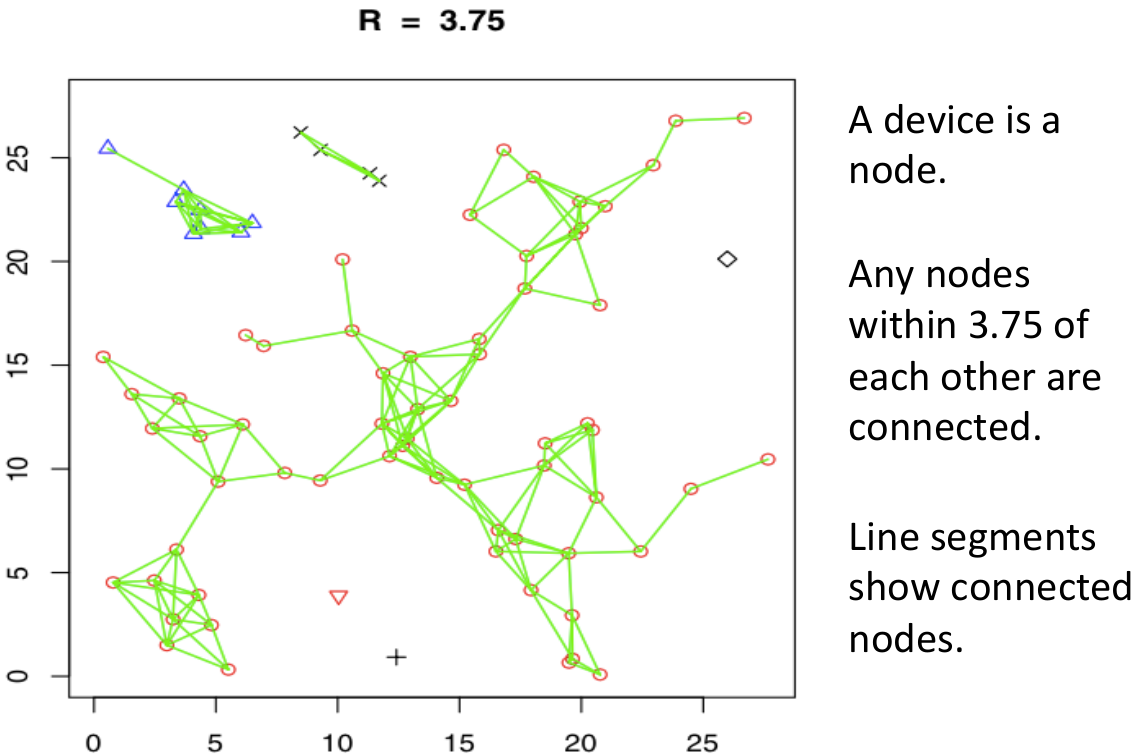 R = 3.75
A device is a
node.
Any nodes
within 3.75 of
each other are
connected.
Line segments
show connected
nodes.
25
20
15
10
5
0
0 5 10 15 20 25